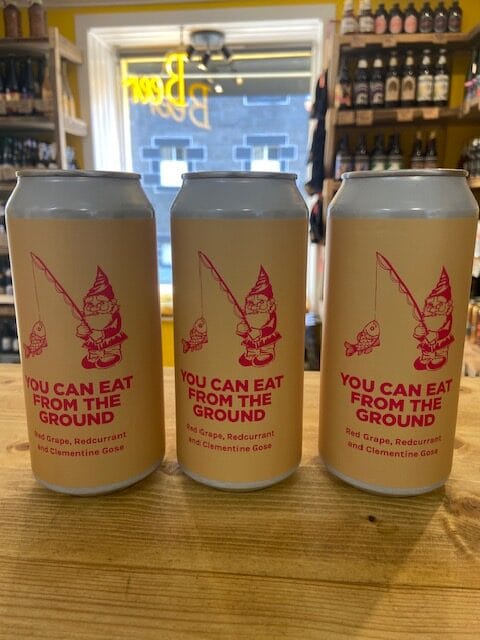 Beer
YOU CAN EAT
FROM THE
GROUND
Red Grape, Redcurrant
and Clementine Gose
YOU CAN EAT
FROM THE
GROUND
Red Grape, Redcurrant
and Clementine Gose
YOU CAN EAT
FROM THE
GROUND
Red Grape, Redcurrant
and Clementine Gose